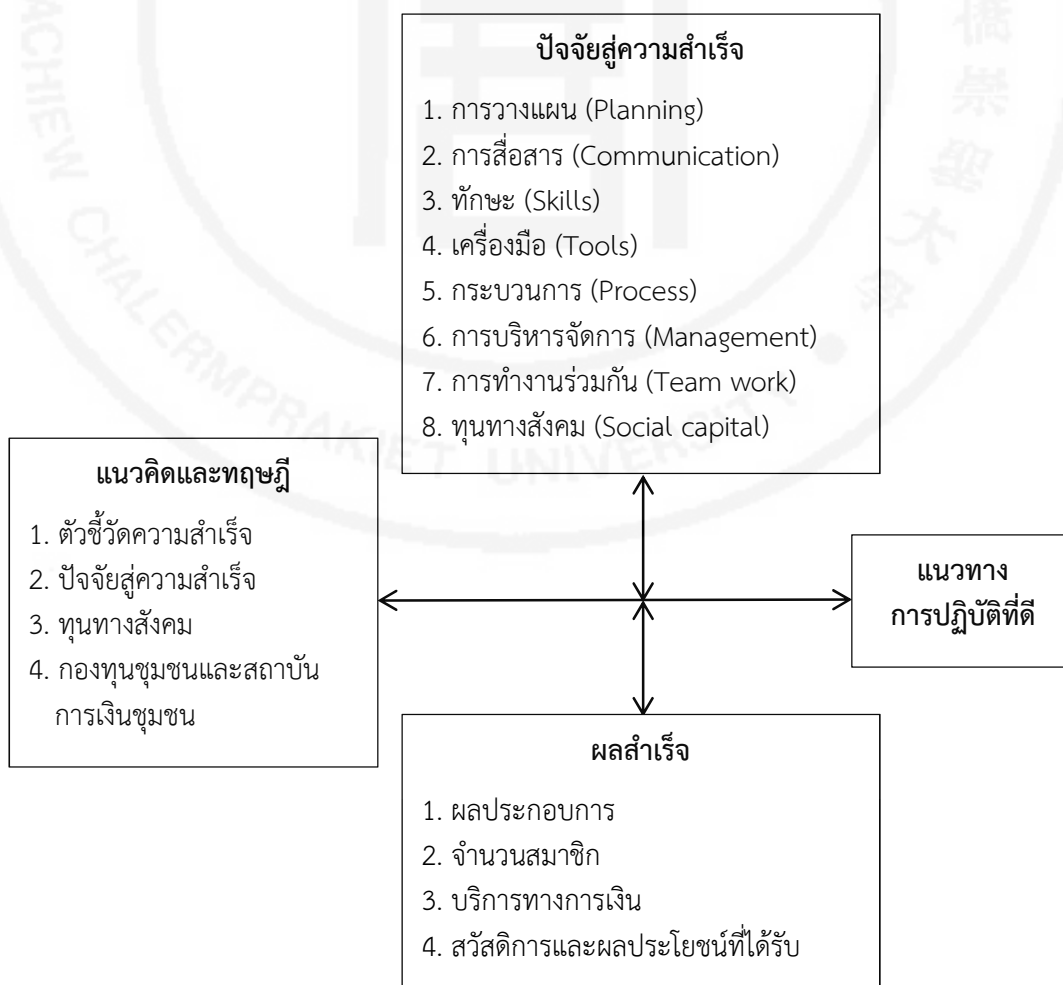 ปัจจัยสู่ความสำเร็จ
1. การวางแผน (Planning)
2. การสื่อสาร (Communication)
3. ทักษะ (Skills)
4. เครื่องมือ (Tools)
5. กระบวนการ (Process)
6. การบริหารจัดการ (Management)
7. การทำงานร่วมกัน (Team work)
8. ทุนทางสังคม (Social capital)
แนวคิดและทฤษฎี
1. ตัวชี้วัดความสำเร็จ
2. ปัจจัยสู่ความสำเร็จ
3. ทุนทางสังคม
4. กองทุนชุมชนและสถาบัน
การเงินชุมชน
แนวทาง
การปฏิบัติที่ดี
ผลสำเร็จ
1. ผลประกอบการ
2. จำนวนสมาชิก
3. บริการทางการเงิน
4. สวัสดิการและผลประโยชน์ที่ได้รับ
ACHIEW CHALERMPRAKIET UNIVERSITY
僑崇聖大學